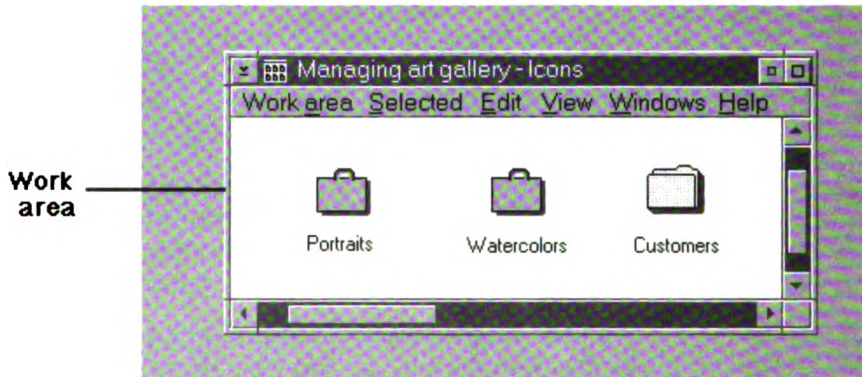 Managing art gallery - Icons
Work area Selected Edit View Windows Help
Work
area
Portraits Watercolors Customers